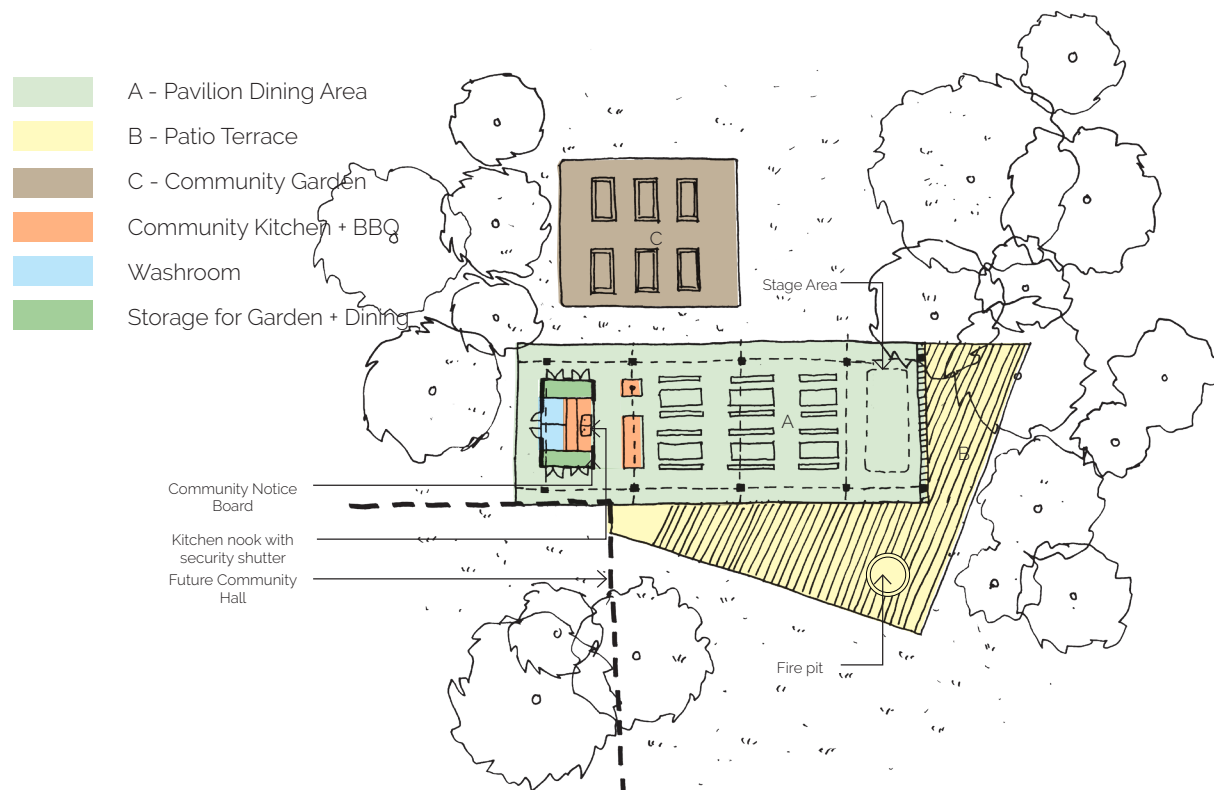 A - Pavilion Dining Area
B - Patio Terrace
C - Community Garden
Community Kitchen + BBQ
Washroom
Storage for Garden + Dining
C
Stage Area
A
B
Community Notice
Board
Kitchen nook with
security shutter
Future Community
Hall
Fire pit